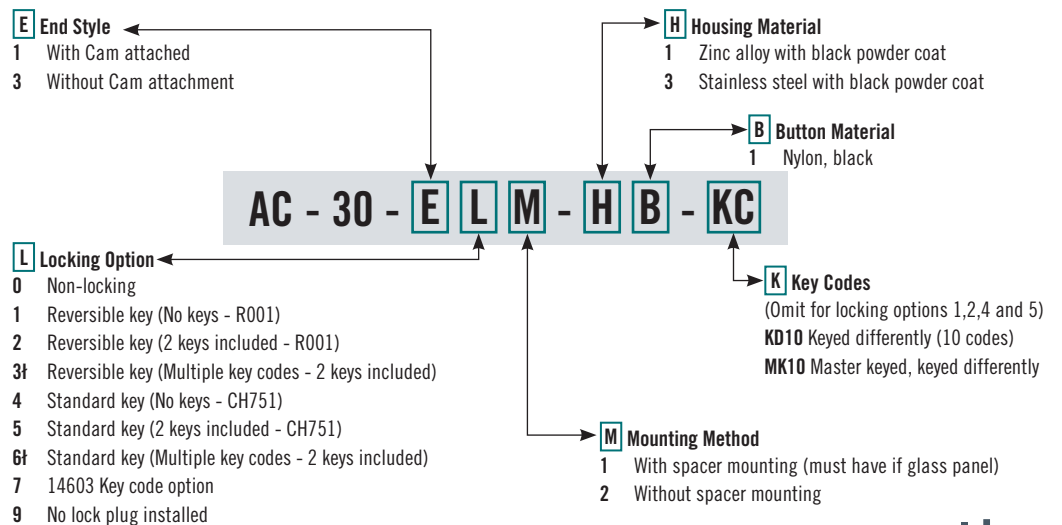 E End Style
1 With Cam attached
3 Without Cam attachment
H Housing Material
1 Zinc alloy with black powder coat
3 Stainless steel with black powder coat
B Button Material
1 Nylon, black
AC - 30 - E L M - H B - KC
L Locking Option
0 Non-locking
1 Reversible key (No keys - R001)
2 Reversible key (2 keys included - R001)
3ł Reversible key (Multiple key codes - 2 keys included)
4 Standard key (No keys - CH751)
5 Standard key (2 keys included - CH751)
6ł Standard key (Multiple key codes - 2 keys included)
7 14603 Key code option
9 No lock plug installed
K Key Codes
(Omit for locking options 1,2,4 and 5)
KD10 Keyed differently (10 codes)
MK10 Master keyed, keyed differently
M Mounting Method
1 With spacer mounting (must have if glass panel)
2 Without spacer mounting